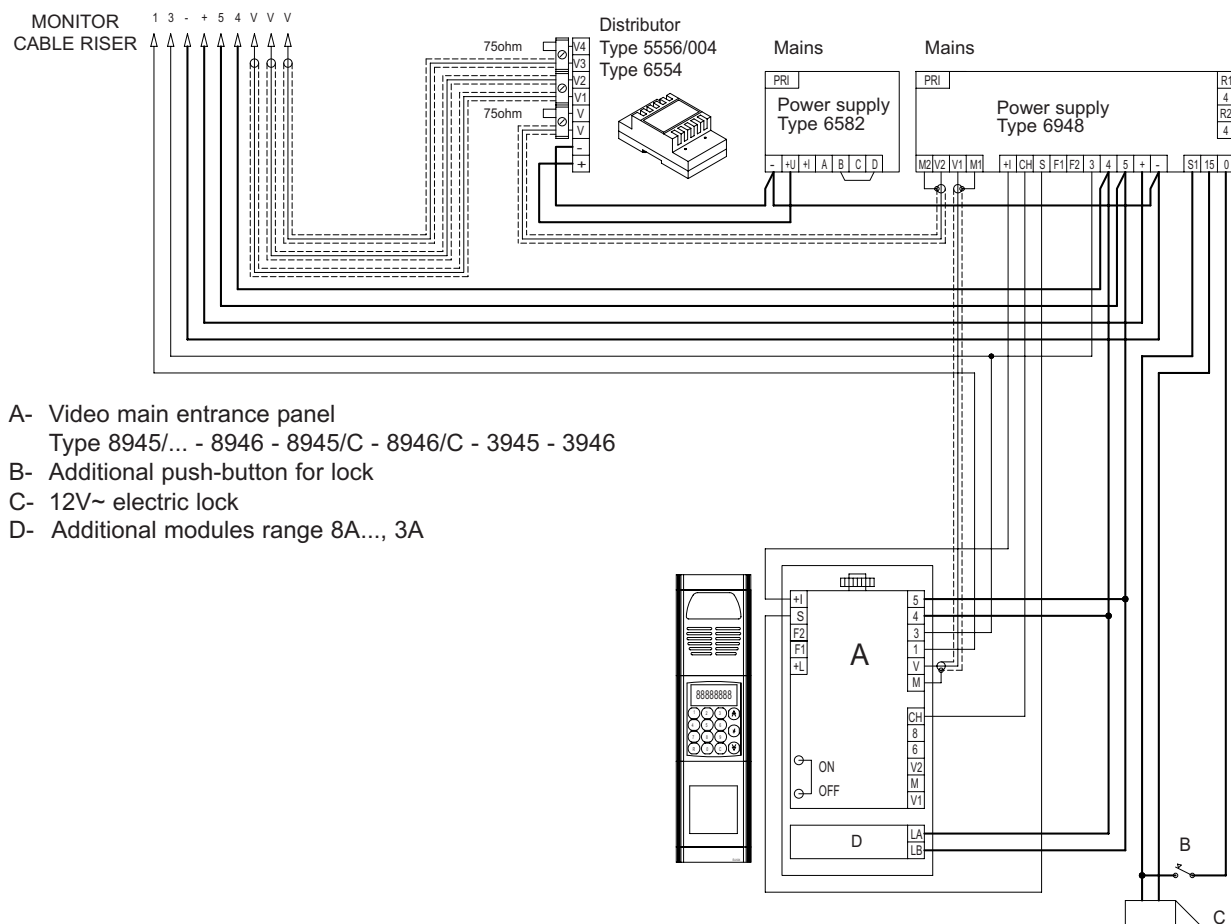 MONITOR
CABLE RISER
1 3 - + 5 4 V V V
75ohm
75ohm
V4
V3
V2
V1
V
V
-
+
Distributor
Type 5556/004
Type 6554
Mains
PRI
Power supply
Type 6582
- +U +I A B C D
Mains
PRI
Power supply
Type 6948
R1
4
R2
4
M2 V2 V1 M1 +I CH S F1 F2 3 4 5 + - S1 15 0
A- Video main entrance panel
Type 8945/... - 8946 - 8945/C - 8946/C - 3945 - 3946
B- Additional push-button for lock
C- 12V~ electric lock
D- Additional modules range 8A..., 3A
88888888
+I
S
F2
F1
+L
A
5
4
3
1
V
M
CH
8
6
V2
M
V1
ON
OFF
D
LA
LB
B
C